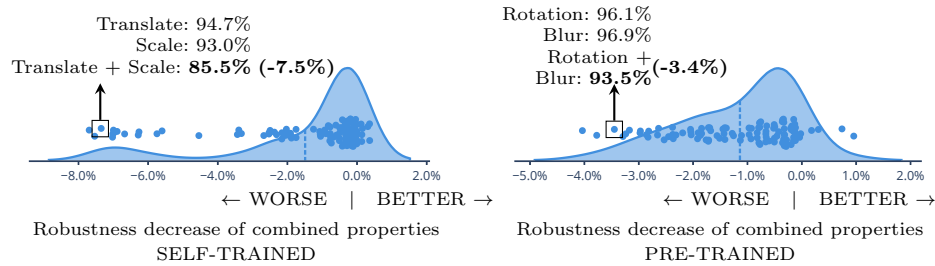 Translate: 94.7%
Scale: 93.0%
Translate + Scale: 85.5% (-7.5%)
−8.0% −6.0% −4.0% −2.0% 0.0% 2.0%
← WORSE | BETTER →
Robustness decrease of combined properties
SELF-TRAINED
Rotation: 96.1%
Blur: 96.9%
Rotation +
Blur: 93.5% (-3.4%)
−5.0% −4.0% −3.0% −2.0% −1.0% 0.0% 1.0% 2.0%
← WORSE | BETTER →
Robustness decrease of combined properties
PRE-TRAINED